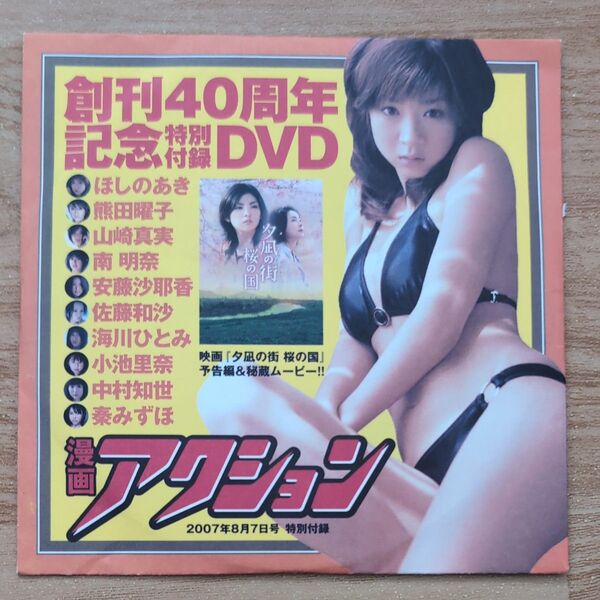 創刊40周年
記念特別付録DVD
ほしのあき
熊田曜子
山崎真実
南 明奈
安藤沙耶香
佐藤和沙
海川ひとみ
小池里奈
中村知世
秦みずほ
夕凪の街
桜の国
映画『夕凪の街 桜の国』
予告編&秘蔵ムービー!!
漫画アクション
2007年8月7日号 特別付録